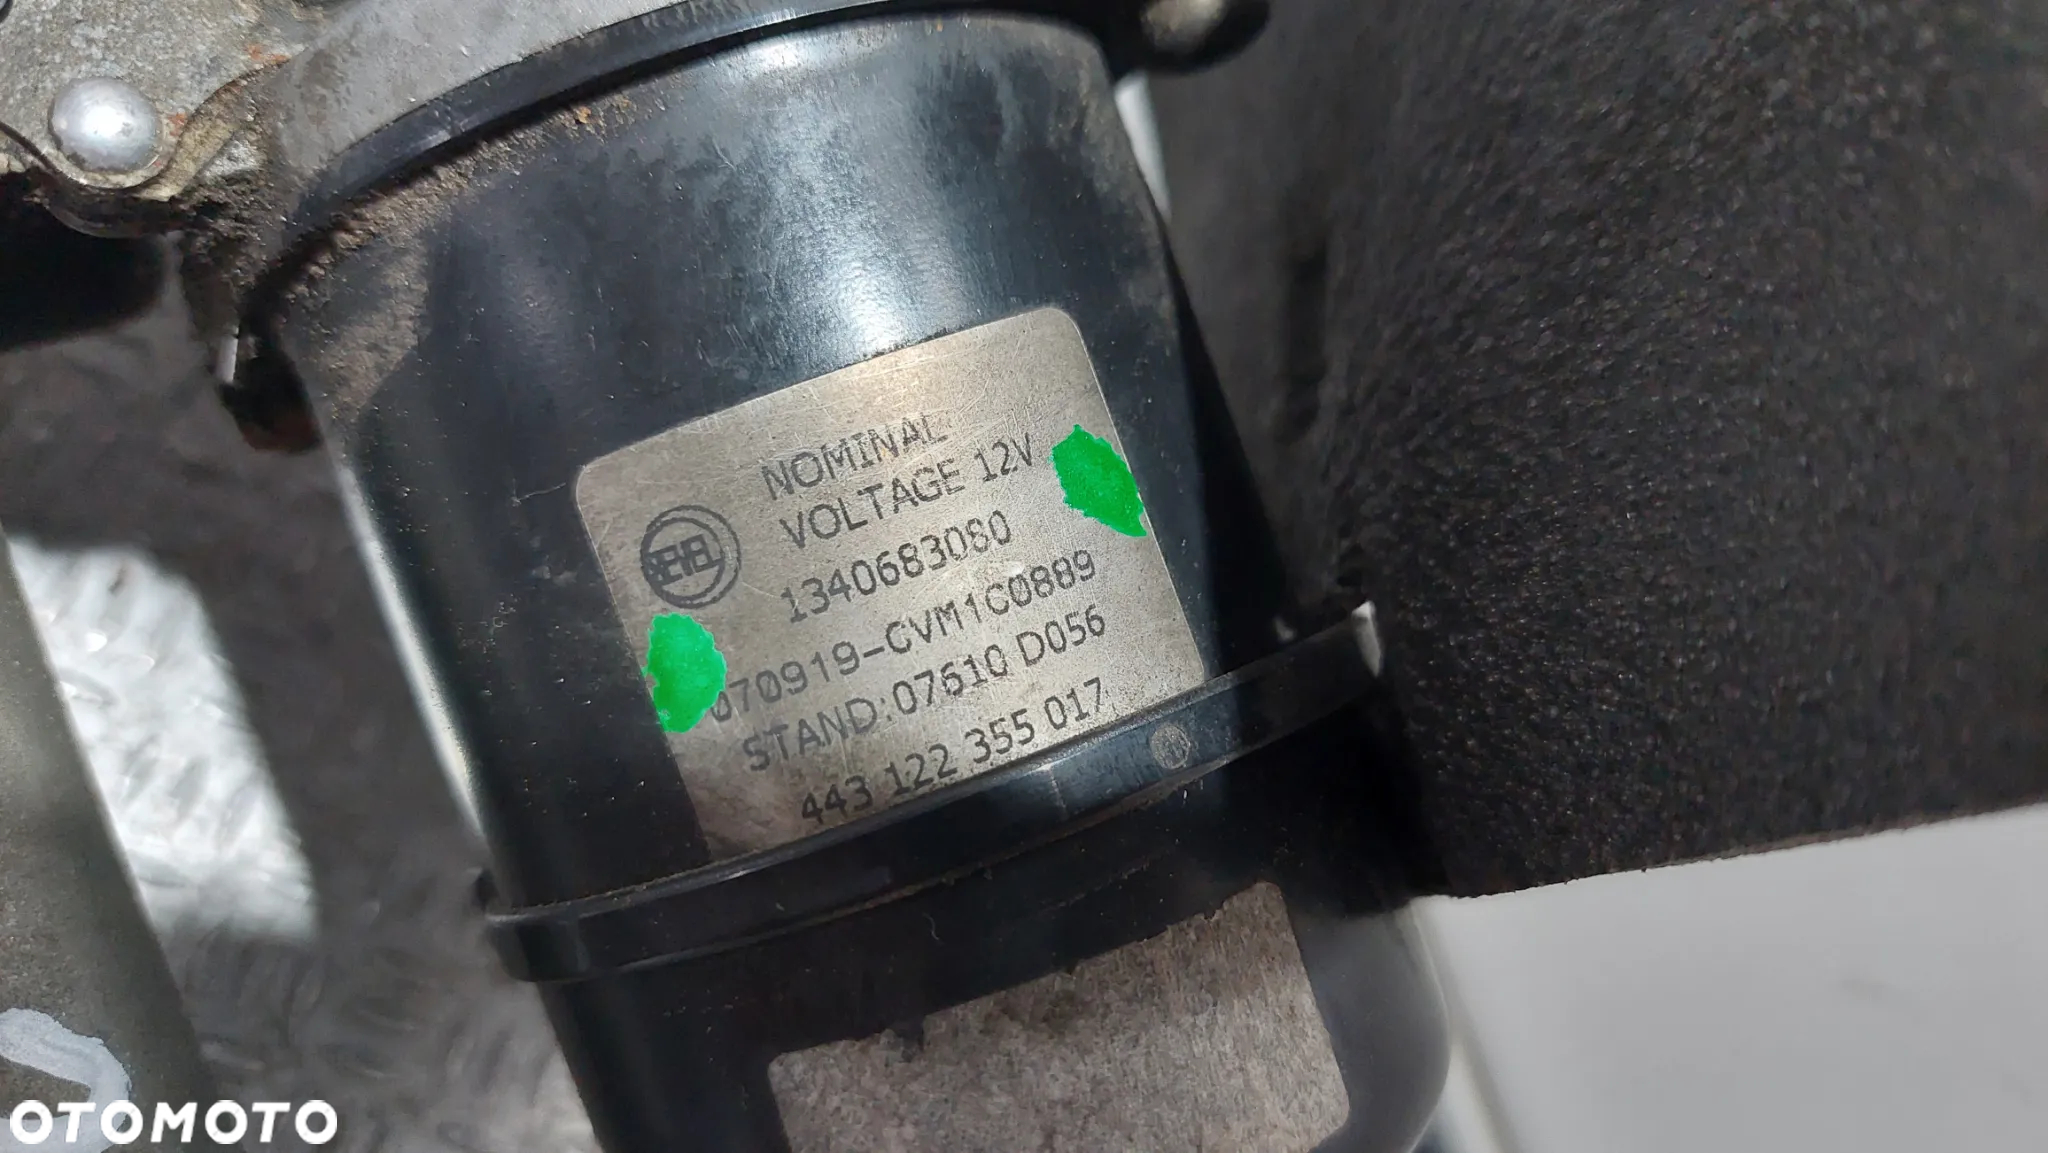 NOMINAL
VOLTAGE 12V
1340683080
070919-CVM1C0889
STAND:07610 D056
443 122 355 017
OTOMOTO